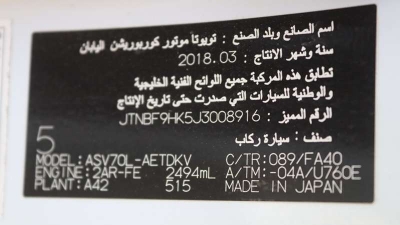 اسم الصانع وبلد الصنع : تويوتا موتور كوربوريشن اليابان
سنة وشهر الانتاج : 2018.03
تطابق هذه المركبة جميع اللوائح الفنية الخليجية
والوطنية للسيارات التي صدرت حتى تاريخ الإنتاج
الرقم المميز : JTNBF9HK5J3008916
صنف : سيارة ركاب
5
MODEL: ASV70L-AETDKV C/TR: 089/FA40
ENGINE: 2AR-FE 2494mL A/TM: -04A/U760E
PLANT: A42 515 MADE IN JAPAN